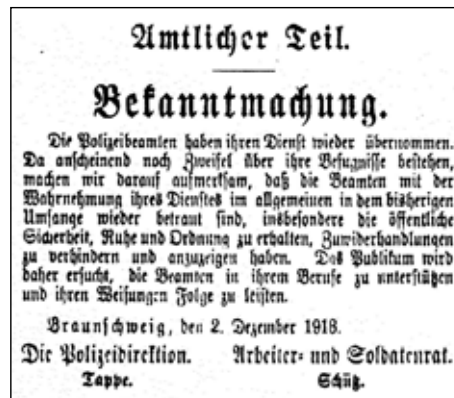 Amtlicher Teil.
Bekanntmachung.
Die Polizeibeamten haben ihren Dienst wieder übernommen.
Da anscheinend noch Zweifel über ihre Befugnisse bestehen,
machen wir darauf aufmerksam, daß die Beamten mit der
Wahrnehmung ihres Dienstes im allgemeinen in dem bisherigen
Umfange wieder betraut sind, insbesondere die öffentliche
Sicherheit, Ruhe und Ordnung zu erhalten, Zuwiderhandlungen
zu verhindern und anzuzeigen haben. Das Publikum wird
daher ersucht, die Beamten in ihrem Berufe zu unterstützen
und ihren Weisungen Folge zu leisten.
Braunschweig, den 2. Dezember 1918.
Die Polizeidirektion. Arbeiter- und Soldatenrat.
Tappe. Schütz.